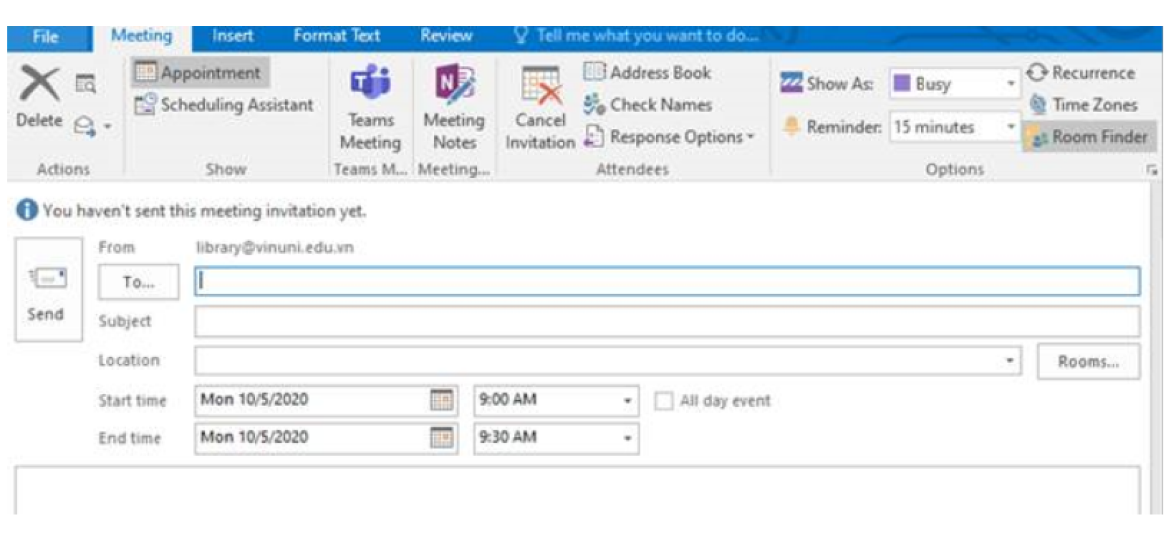 File Meeting Insert Format Text Review Tell me what you want to do...
Appointment Address Book Show As: Busy Recurrence
Scheduling Assistant Check Names Time Zones
Delete Teams Meeting Cancel Response Options Reminder: 15 minutes Room Finder
Meeting Notes Invitation
Actions Show Teams M... Meeting... Attendees Options
You haven't sent this meeting invitation yet.
From library@vinuni.edu.vn
To...
Send
Subject
Location Rooms...
Start time Mon 10/5/2020 9:00 AM All day event
End time Mon 10/5/2020 9:30 AM